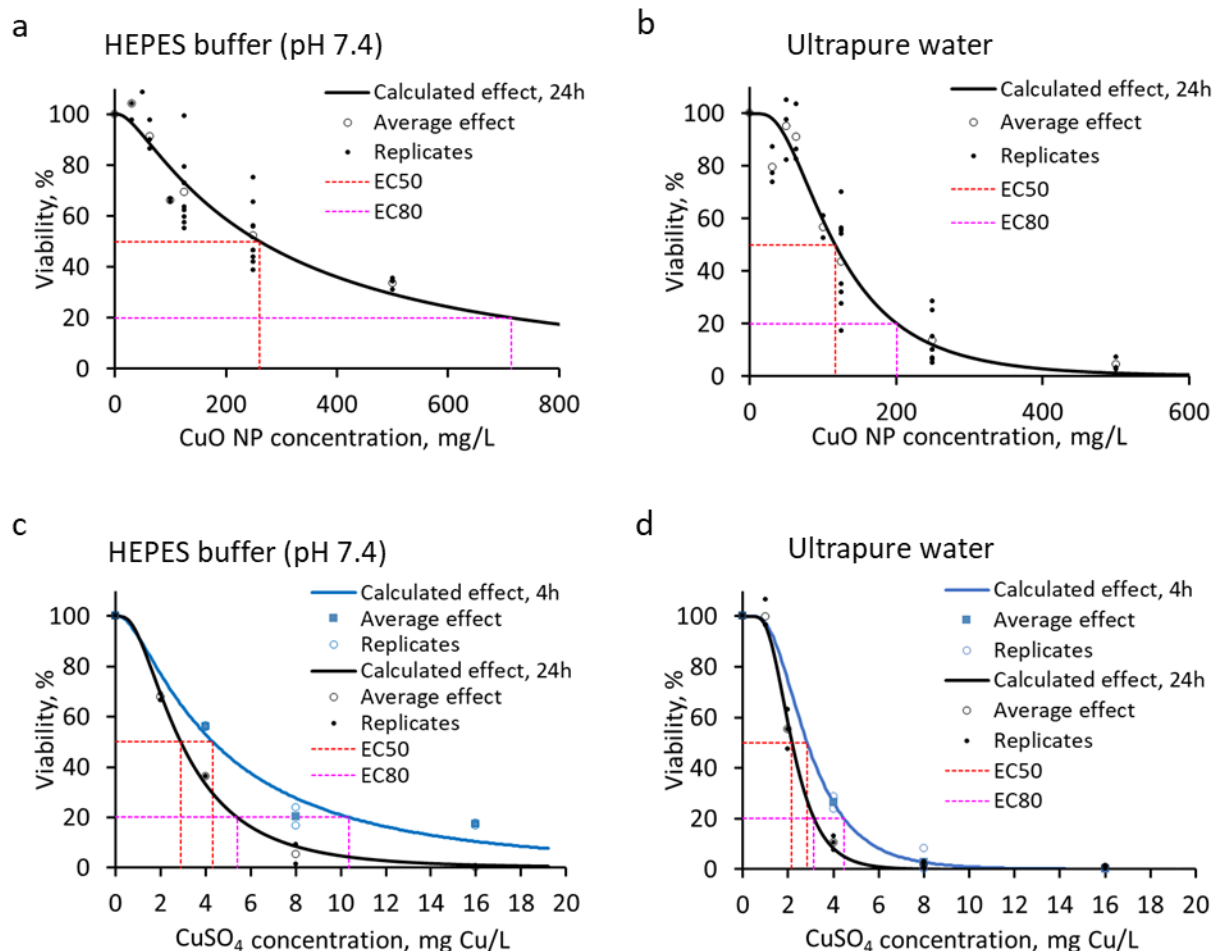 a
HEPES buffer (pH 7.4)
Calculated effect, 24h
Average effect
Replicates
EC50
EC80
Viability, %
100
80
60
40
20
0
0 200 400 600 800
CuO NP concentration, mg/L
b
Ultrapure water
Calculated effect, 24h
Average effect
Replicates
EC50
EC80
Viability, %
100
80
60
40
20
0
0 200 400 600
CuO NP concentration, mg/L
c
HEPES buffer (pH 7.4)
Calculated effect, 4h
Average effect
Replicates
Calculated effect, 24h
Average effect
Replicates
EC50
EC80
Viability, %
100
80
60
40
20
0
0 2 4 6 8 10 12 14 16 18 20
CuSO₄ concentration, mg Cu/L
d
Ultrapure water
Calculated effect, 4h
Average effect
Replicates
Calculated effect, 24h
Average effect
Replicates
EC50
EC80
Viability, %
100
80
60
40
20
0
0 2 4 6 8 10 12 14 16 18 20
CuSO₄ concentration, mg Cu/L